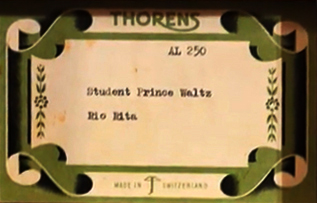 THORENS
AL 250
Student Prince Waltz
Rio Rita
MADE IN SWITZERLAND